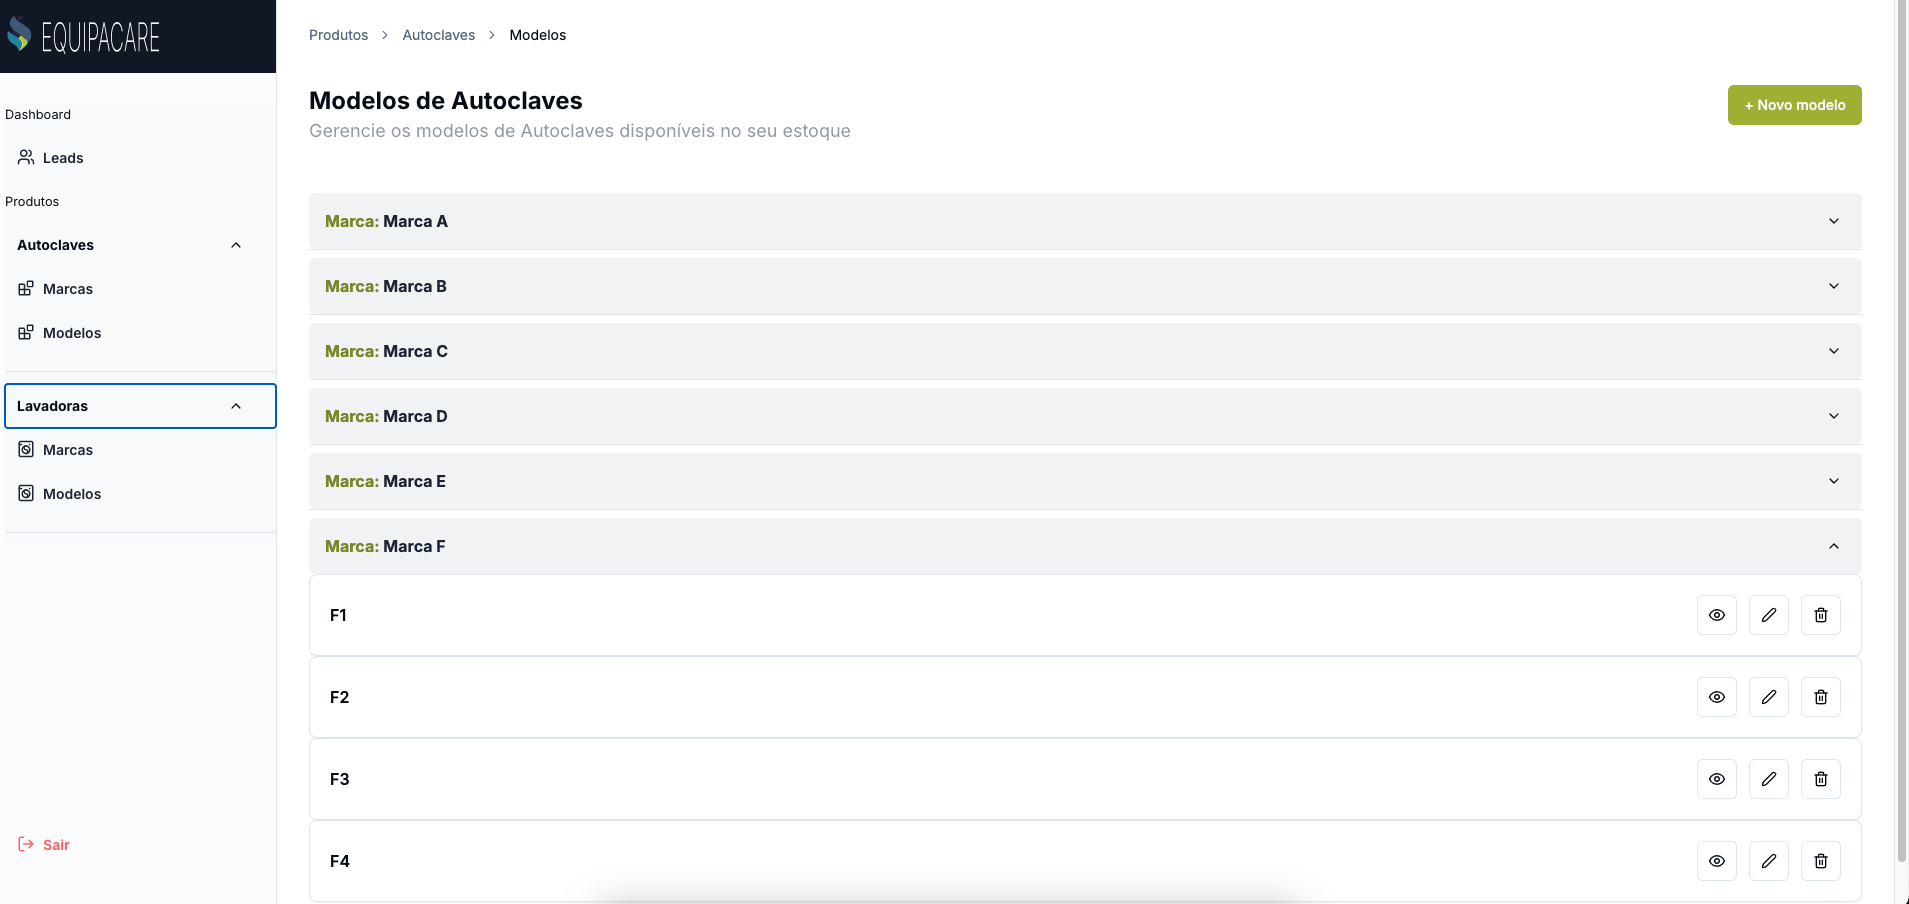 EQUIPACARE
Dashboard
Leads
Produtos
Autoclaves
Marcas
Modelos
Lavadoras
Marcas
Modelos
Sair
Produtos > Autoclaves > Modelos
Modelos de Autoclaves
Gerencie os modelos de Autoclaves disponíveis no seu estoque
+ Novo modelo
Marca: Marca A
Marca: Marca B
Marca: Marca C
Marca: Marca D
Marca: Marca E
Marca: Marca F
F1
F2
F3
F4